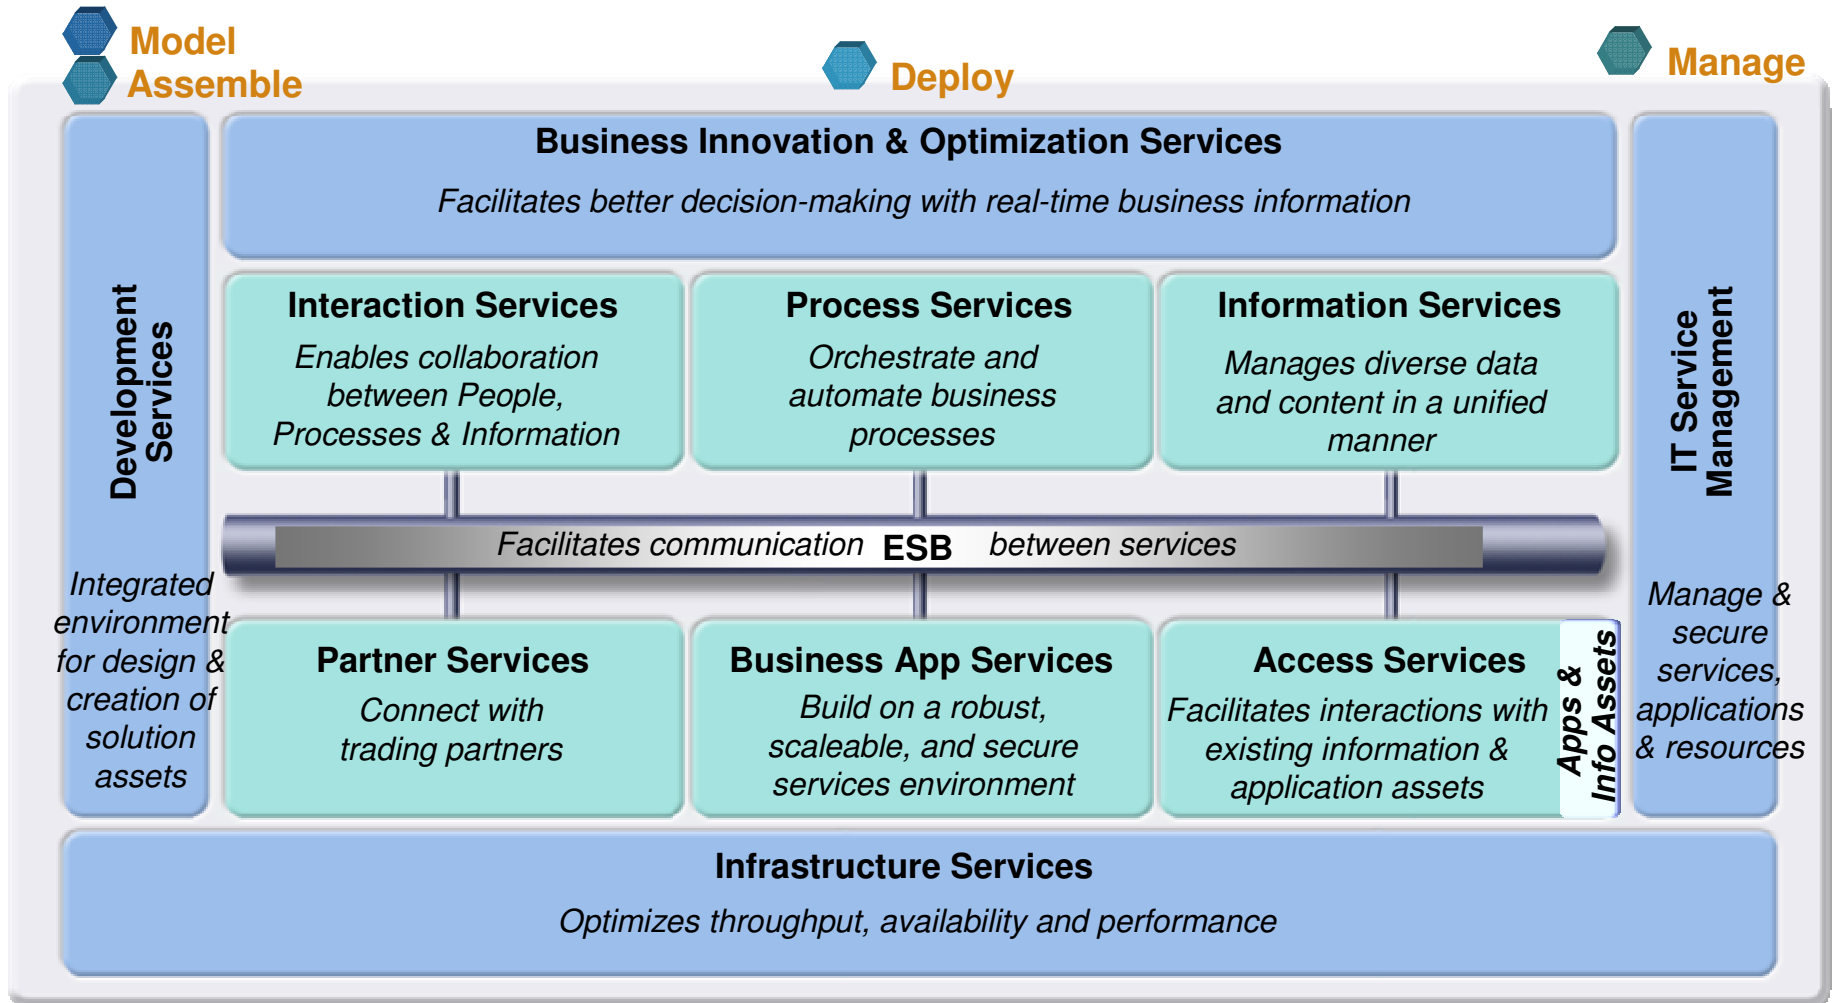 Model
Assemble
Deploy
Manage
Business Innovation & Optimization Services
Facilitates better decision-making with real-time business information
Development
Services
Integrated
environment
for design &
creation of
solution
assets
Interaction Services
Enables collaboration
between People,
Processes & Information
Process Services
Orchestrate and
automate business
processes
Information Services
Manages diverse data
and content in a unified
manner
IT Service
Management
Manage &
secure
services,
applications
& resources
Facilitates communication ESB between services
Partner Services
Connect with
trading partners
Business App Services
Build on a robust,
scaleable, and secure
services environment
Access Services
Facilitates interactions with
existing information &
application assets
Apps &
Info Assets
Infrastructure Services
Optimizes throughput, availability and performance